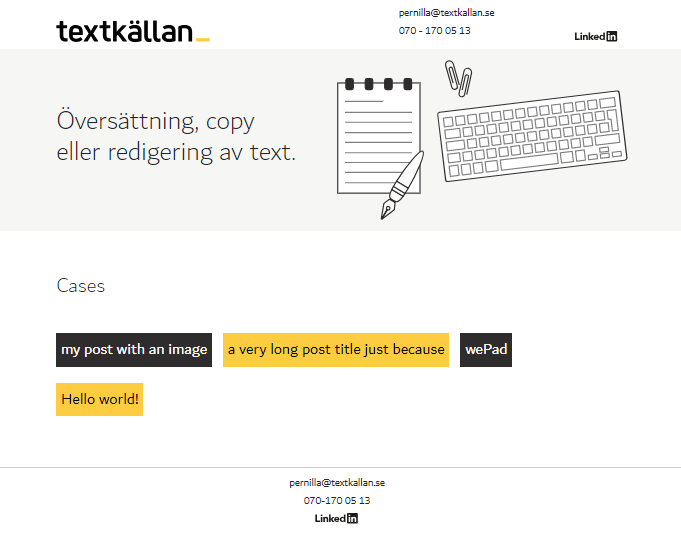 textkällan_
pernilla@textkallan.se
070 - 170 05 13
LinkedIn
Översättning, copy
eller redigering av text.
Cases
my post with an image
a very long post title just because
wePad
Hello world!
pernilla@textkallan.se
070-170 05 13
LinkedIn